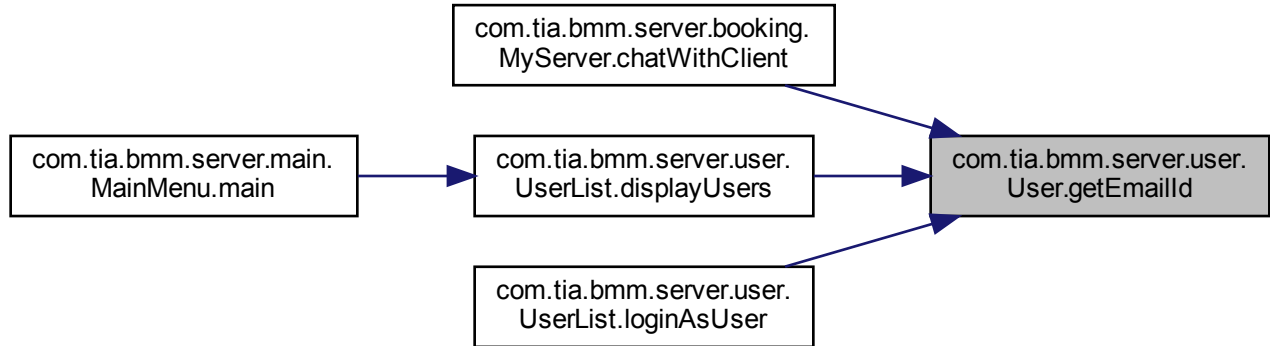 com.tia.bmm.server.booking.
MyServer.chatWithClient
com.tia.bmm.server.main.
MainMenu.main
com.tia.bmm.server.user.
UserList.displayUsers
com.tia.bmm.server.user.
User.getEmailId
com.tia.bmm.server.user.
UserList.loginAsUser